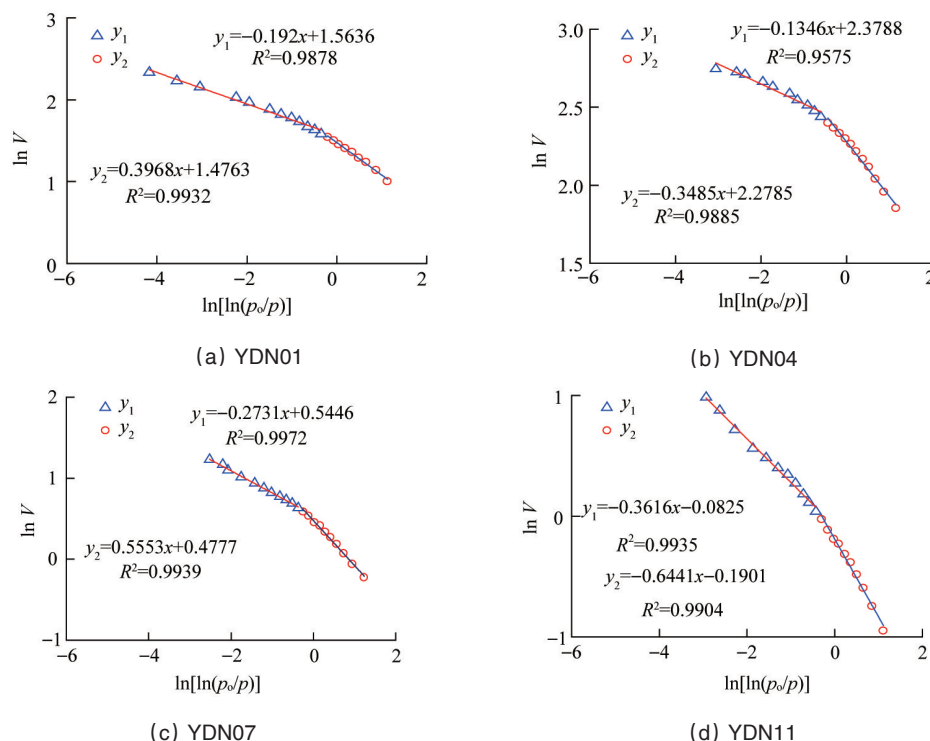 3
2
1
0
ln V
y₁
y₂
y₁=−0.192x+1.5636
R²=0.9878
y₂=0.3968x+1.4763
R²=0.9932
−6
−4
−2
0
2
ln[ln(p₀/p)]
(a) YDN01
3.0
2.5
2.0
1.5
ln V
y₁
y₂
y₁=−0.1346x+2.3788
R²=0.9575
y₂=−0.3485x+2.2785
R²=0.9885
−6
−4
−2
0
2
ln[ln(p₀/p)]
(b) YDN04
2
1
0
−1
ln V
y₁
y₂
y₁=−0.2731x+0.5446
R²=0.9972
y₂=0.5553x+0.4777
R²=0.9939
−6
−4
−2
0
2
ln[ln(p₀/p)]
(c) YDN07
1
0
−1
ln V
y₁
y₂
y₁=−0.3616x−0.0825
R²=0.9935
y₂=−0.6441x−0.1901
R²=0.9904
−6
−4
−2
0
2
ln[ln(p₀/p)]
(d) YDN11